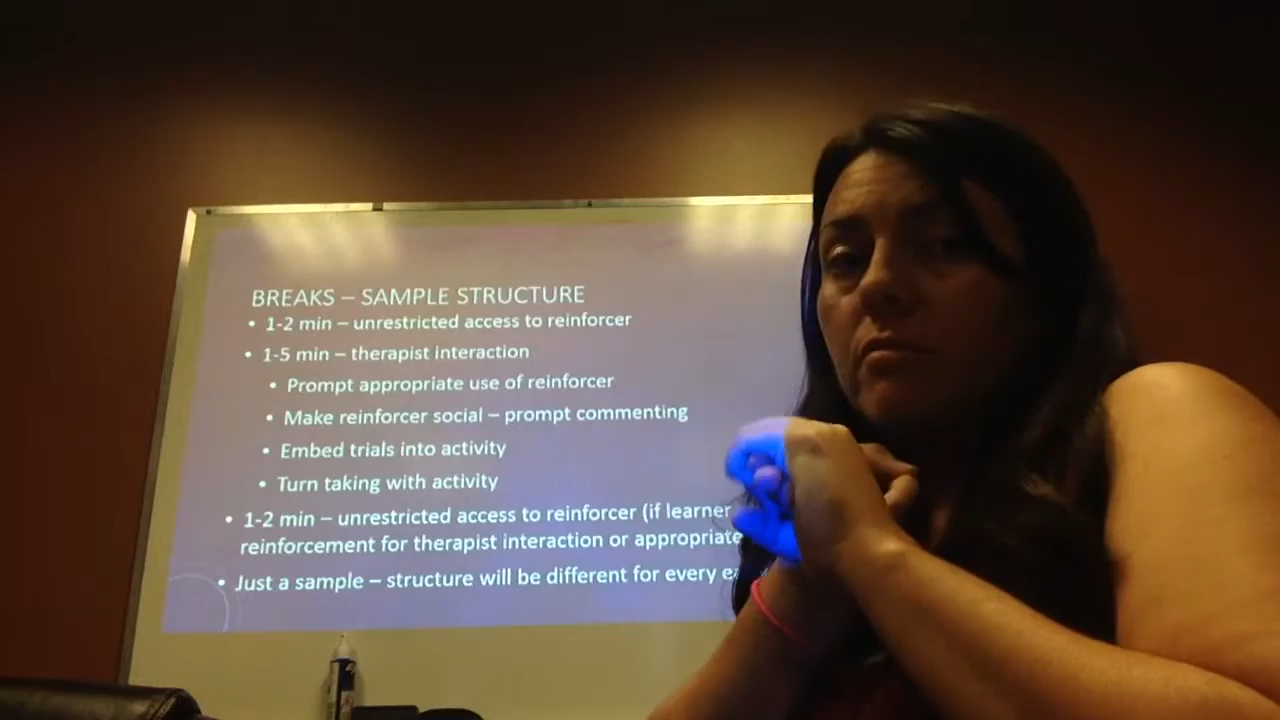 BREAKS – SAMPLE STRUCTURE
• 1-2 min – unrestricted access to reinforcer
• 1-5 min – therapist interaction
• Prompt appropriate use of reinforcer
• Make reinforcer social – prompt commenting
• Embed trials into activity
• Turn taking with activity
• 1-2 min – unrestricted access to reinforcer (if learner
reinforcement for therapist interaction or appropriate
• Just a sample – structure will be different for every